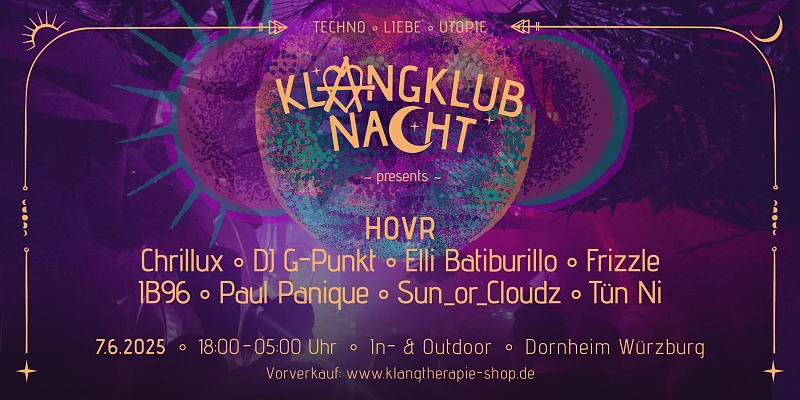 TECHNO ∘ LIEBE ∘ UTOPIE
KLANGKLUB
NACHT
~ presents ~
HOVR
Chrillux ∘ DJ G-Punkt ∘ Elli Batiburillo ∘ Frizzle
1B96 ∘ Paul Panique ∘ Sun_or_Cloudz ∘ Tün Ni
7.6.2025 ∘ 18:00-05:00 Uhr ∘ In- & Outdoor ∘ Dornheim Würzburg
Vorverkauf: www.klangtherapie-shop.de